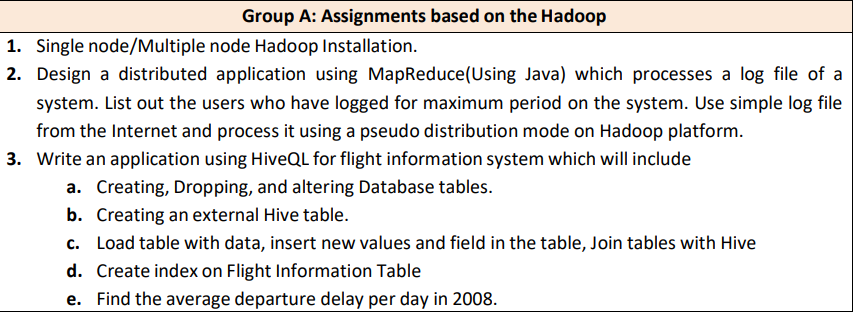 Group A: Assignments based on the Hadoop
1. Single node/Multiple node Hadoop Installation.
2. Design a distributed application using MapReduce(Using Java) which processes a log file of a
system. List out the users who have logged for maximum period on the system. Use simple log file
from the Internet and process it using a pseudo distribution mode on Hadoop platform.
3. Write an application using HiveQL for flight information system which will include
a. Creating, Dropping, and altering Database tables.
b. Creating an external Hive table.
c. Load table with data, insert new values and field in the table, Join tables with Hive
d. Create index on Flight Information Table
e. Find the average departure delay per day in 2008.